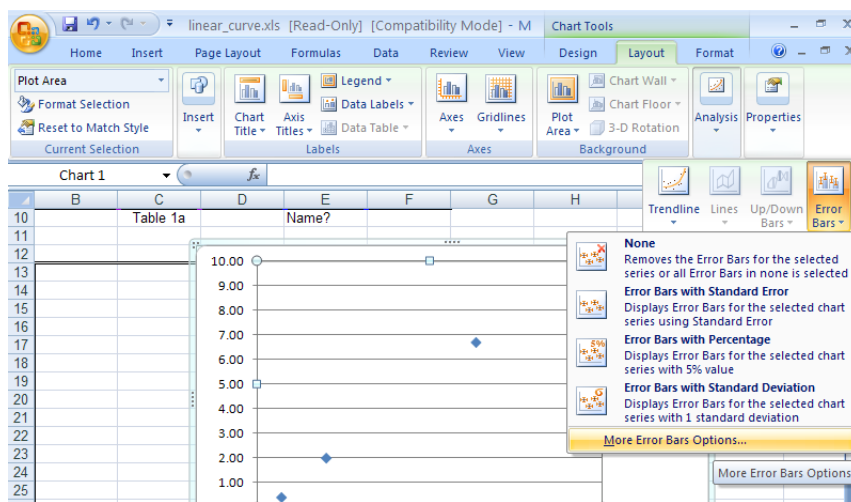 linear_curve.xls [Read-Only] [Compatibility Mode] - M
Chart Tools
Home Insert Page Layout Formulas Data Review View Design Layout Format
Plot Area
Format Selection
Reset to Match Style
Current Selection
Insert
Chart Title
Axis Titles
Legend
Data Labels
Data Table
Labels
Axes
Gridlines
Axes
Plot Area
Chart Wall
Chart Floor
3-D Rotation
Background
Analysis
Properties
Chart 1
fx
Trendline
Lines
Up/Down Bars
Error Bars
B C D E F G H
10 Table 1a Name?
11
12
13
14
15
16
17
18
19
20
21
22
23
24
25
10.00
9.00
8.00
7.00
6.00
5.00
4.00
3.00
2.00
1.00
None
Removes the Error Bars for the selected
series or all Error Bars in none is selected
Error Bars with Standard Error
Displays Error Bars for the selected chart
series using Standard Error
5%
Error Bars with Percentage
Displays Error Bars for the selected chart
series with 5% value
σ
Error Bars with Standard Deviation
Displays Error Bars for the selected chart
series with 1 standard deviation
More Error Bars Options...
More Error Bars Options